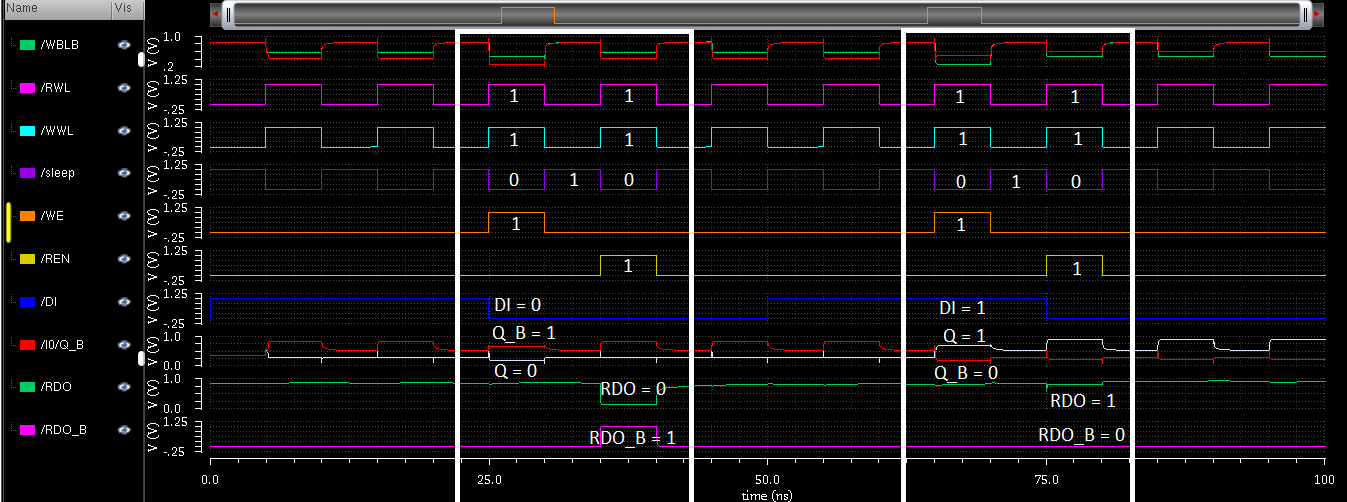 Name Vis
/WBLB V (V) 1.0 .2
/RWL V (V) 1.25 -.25 1 1 1 1
/WWL V (V) 1.25 -.25 1 1 1 1
/sleep V (V) 1.25 -.25 0 1 0 0 1 0
/WE V (V) 1.25 -.25 1 1
/REN V (V) 1.25 -.25 1 1
/DI V (V) 1.25 -.25 DI = 0 DI = 1
/I0/Q_B V (V) 1.0 0.0 Q_B = 1 Q = 1
Q = 0 Q_B = 0
/RDO V (V) 1.0 0.0 RDO = 0 RDO = 1
/RDO_B V (V) 1.25 -.25 RDO_B = 1 RDO_B = 0
0.0 25.0 50.0 75.0 100
time (ns)